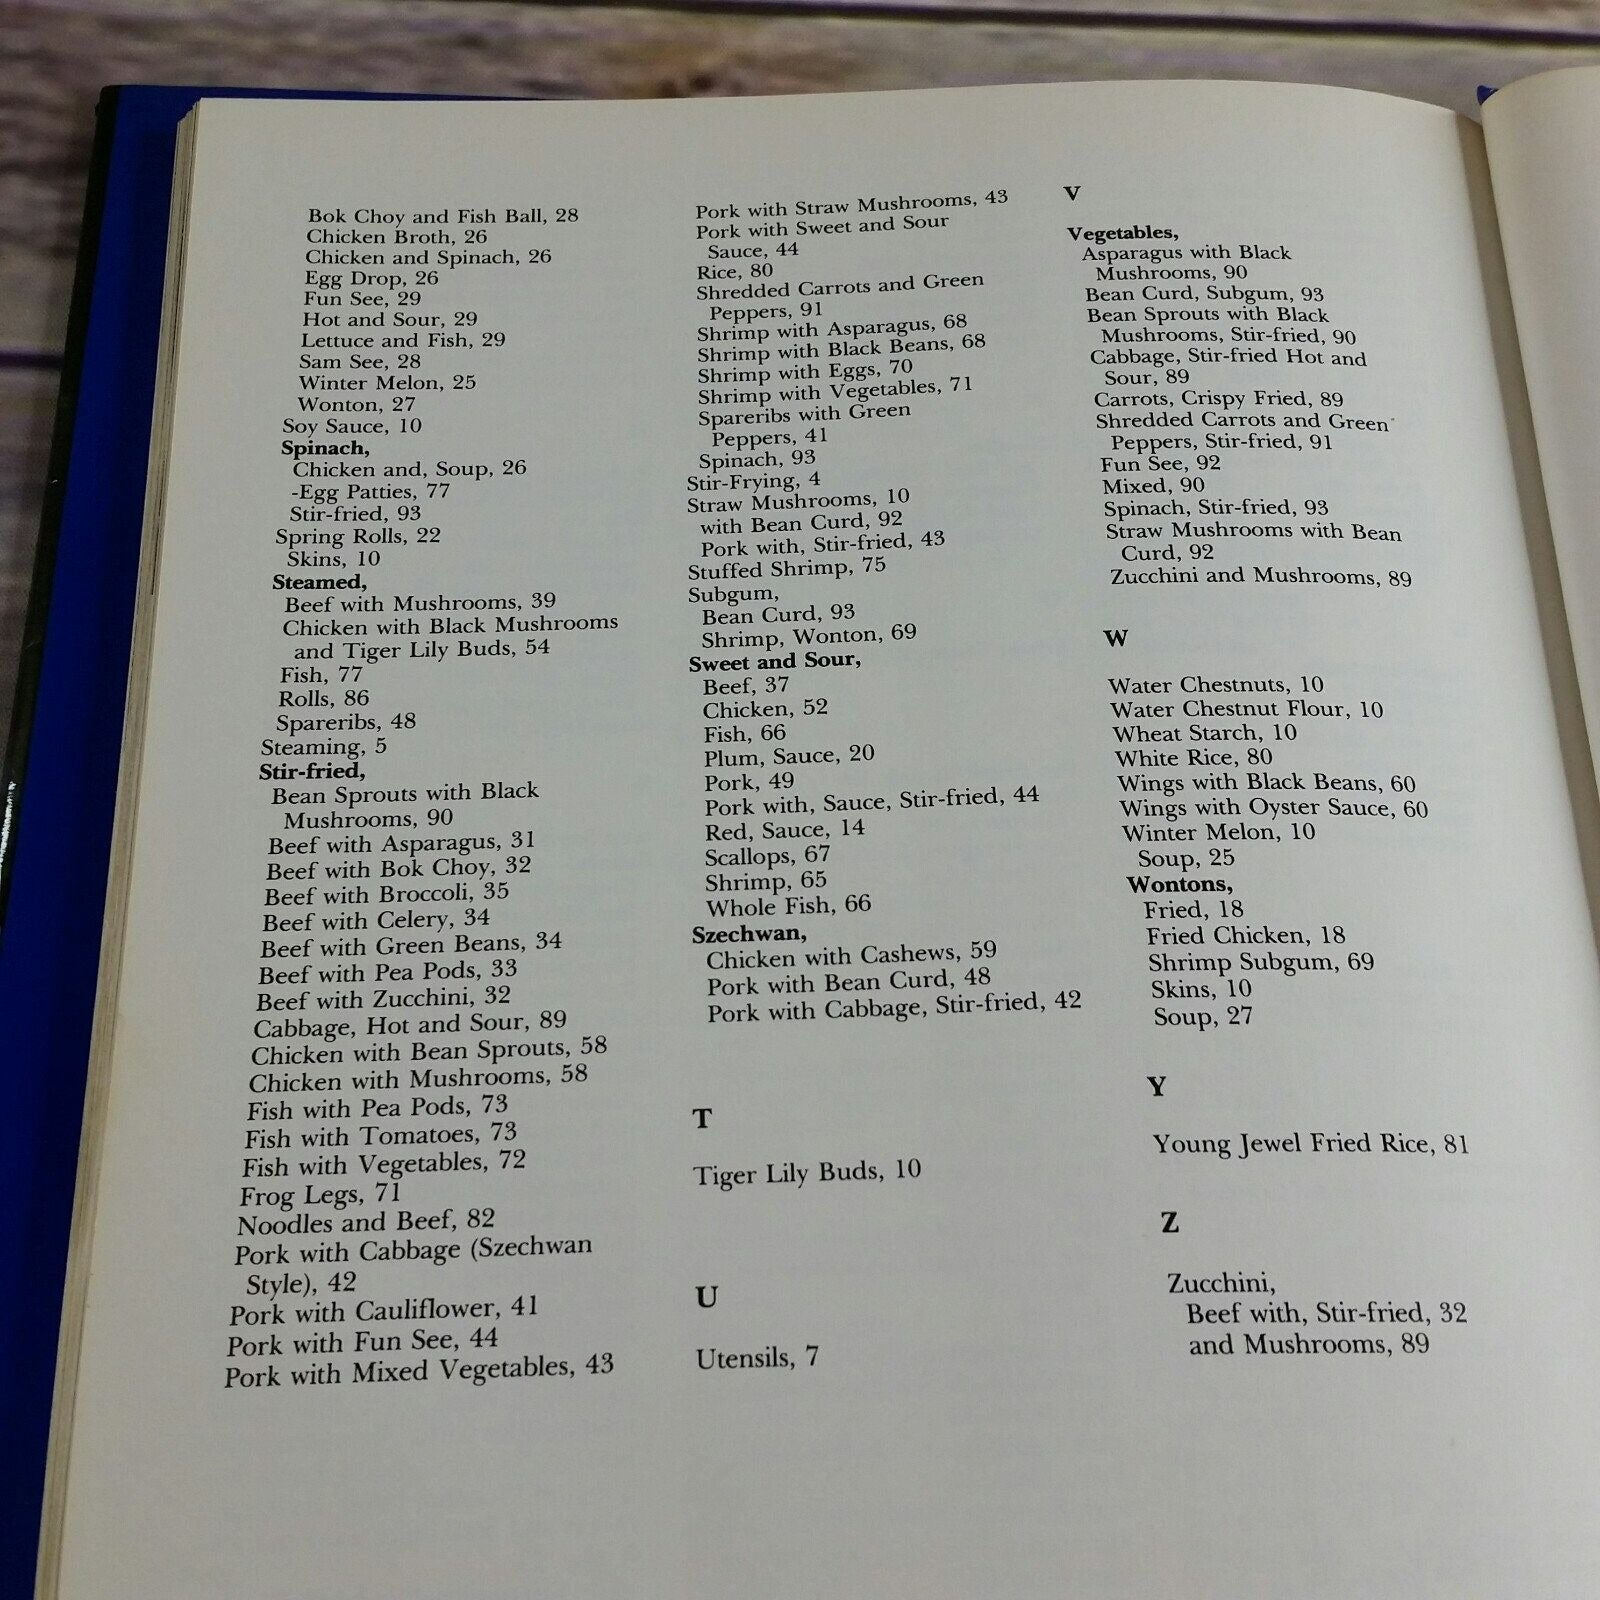 Bok Choy and Fish Ball, 28
Chicken Broth, 26
Chicken and Spinach, 26
Egg Drop, 26
Fun See, 29
Hot and Sour, 29
Lettuce and Fish, 29
Sam See, 28
Winter Melon, 25
Wonton, 27
Soy Sauce, 10
Spinach,
Chicken and, Soup, 26
-Egg Patties, 77
Stir-fried, 93
Spring Rolls, 22
Skins, 10
Steamed,
Beef with Mushrooms, 39
Chicken with Black Mushrooms
and Tiger Lily Buds, 54
Fish, 77
Rolls, 86
Spareribs, 48
Steaming, 5
Stir-fried,
Bean Sprouts with Black
Mushrooms, 90
Beef with Asparagus, 31
Beef with Bok Choy, 32
Beef with Broccoli, 35
Beef with Celery, 34
Beef with Green Beans, 34
Beef with Pea Pods, 33
Beef with Zucchini, 32
Cabbage, Hot and Sour, 89
Chicken with Bean Sprouts, 58
Chicken with Mushrooms, 58
Fish with Pea Pods, 73
Fish with Tomatoes, 73
Fish with Vegetables, 72
Frog Legs, 71
Noodles and Beef, 82
Pork with Cabbage (Szechwan
Style), 42
Pork with Cauliflower, 41
Pork with Fun See, 44
Pork with Mixed Vegetables, 43
Pork with Straw Mushrooms, 43
Pork with Sweet and Sour
Sauce, 44
Rice, 80
Shredded Carrots and Green
Peppers, 91
Shrimp with Asparagus, 68
Shrimp with Black Beans, 68
Shrimp with Eggs, 70
Shrimp with Vegetables, 71
Spareribs with Green
Peppers, 41
Spinach, 93
Stir-Frying, 4
Straw Mushrooms, 10
with Bean Curd, 92
Pork with, Stir-fried, 43
Stuffed Shrimp, 75
Subgum,
Bean Curd, 93
Shrimp, Wonton, 69
Sweet and Sour,
Beef, 37
Chicken, 52
Fish, 66
Plum, Sauce, 20
Pork, 49
Pork with, Sauce, Stir-fried, 44
Red, Sauce, 14
Scallops, 67
Shrimp, 65
Whole Fish, 66
Szechwan,
Chicken with Cashews, 59
Pork with Bean Curd, 48
Pork with Cabbage, Stir-fried, 42
T
Tiger Lily Buds, 10
U
Utensils, 7
V
Vegetables,
Asparagus with Black
Mushrooms, 90
Bean Curd, Subgum, 93
Bean Sprouts with Black
Mushrooms, Stir-fried, 90
Cabbage, Stir-fried Hot and
Sour, 89
Carrots, Crispy Fried, 89
Shredded Carrots and Green
Peppers, Stir-fried, 91
Fun See, 92
Mixed, 90
Spinach, Stir-fried, 93
Straw Mushrooms with Bean
Curd, 92
Zucchini and Mushrooms, 89
W
Water Chestnuts, 10
Water Chestnut Flour, 10
Wheat Starch, 10
White Rice, 80
Wings with Black Beans, 60
Wings with Oyster Sauce, 60
Winter Melon, 10
Soup, 25
Wontons,
Fried, 18
Fried Chicken, 18
Shrimp Subgum, 69
Skins, 10
Soup, 27
Y
Young Jewel Fried Rice, 81
Z
Zucchini,
Beef with, Stir-fried, 32
and Mushrooms, 89